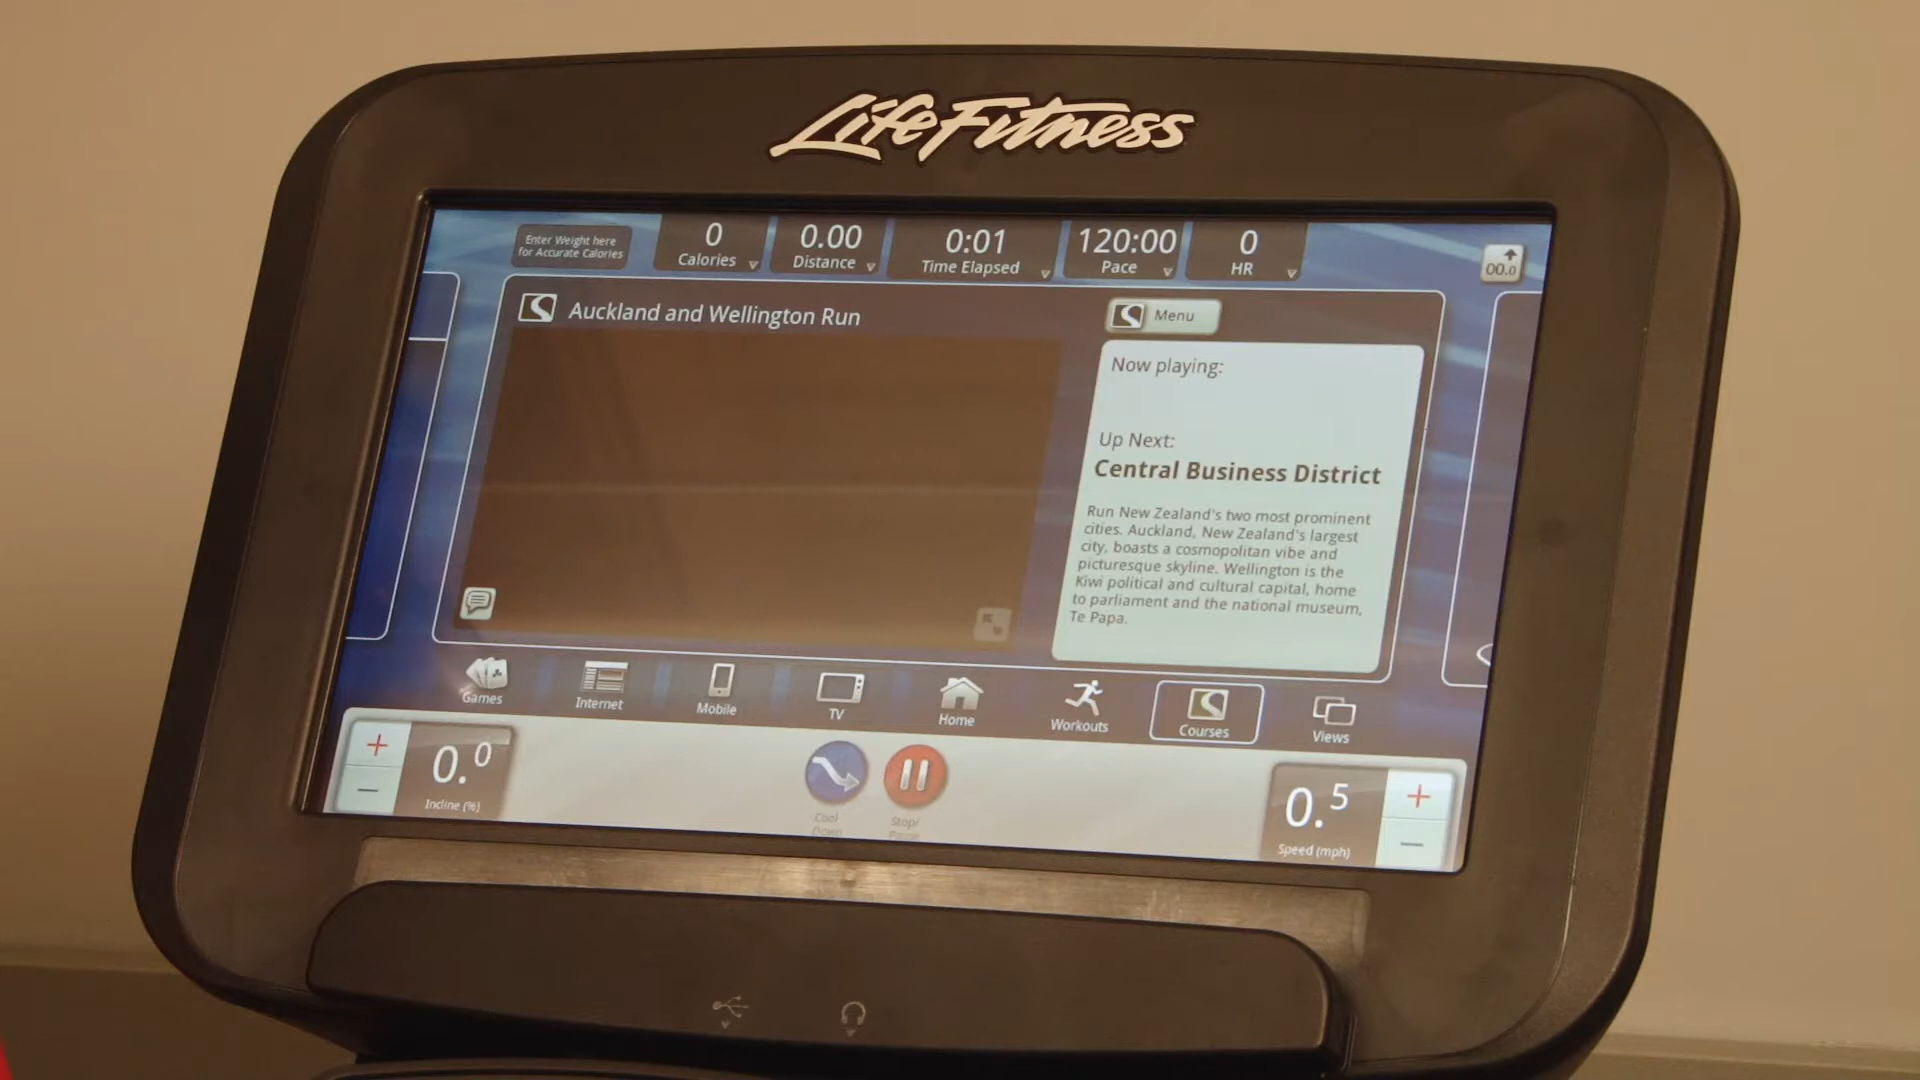 LifeFitness
Enter Weight here
for Accurate Calories
0
Calories
0.00
Distance
0:01
Time Elapsed
120:00
Pace
0
HR
00.0
Auckland and Wellington Run
Menu
Now playing:
Up Next:
Central Business District
Run New Zealand's two most prominent
cities. Auckland, New Zealand's largest
city, boasts a cosmopolitan vibe and
picturesque skyline. Wellington is the
Kiwi political and cultural capital, home
to parliament and the national museum,
Te Papa.
Games
Internet
Mobile
TV
Home
Workouts
Courses
Views
+
−
0.0
Incline (%)
Cool
Down
Stop/
Pause
0.5
Speed (mph)
+
−